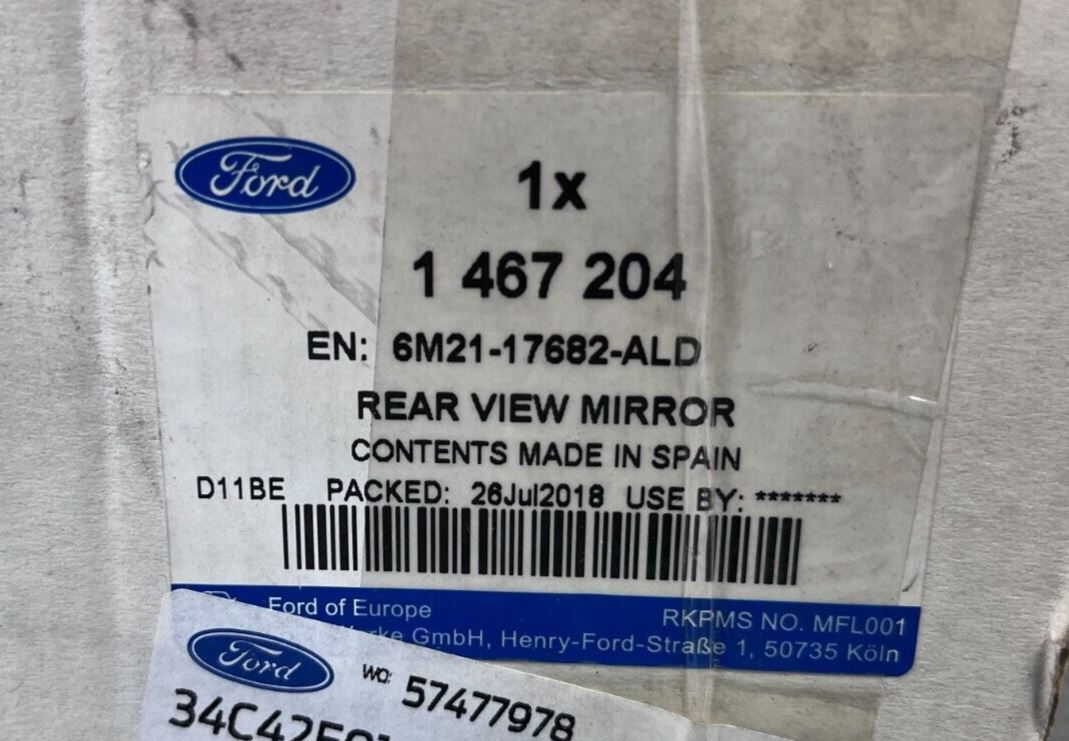 Ford
1x
1 467 204
EN: 6M21-17682-ALD
REAR VIEW MIRROR
CONTENTS MADE IN SPAIN
D11BE PACKED: 26Jul2018 USE BY: *******
Ford of Europe
RKPMS NO. MFL001
GmbH, Henry-Ford-Straße 1, 50735 Köln
Ford
WO: 57477978